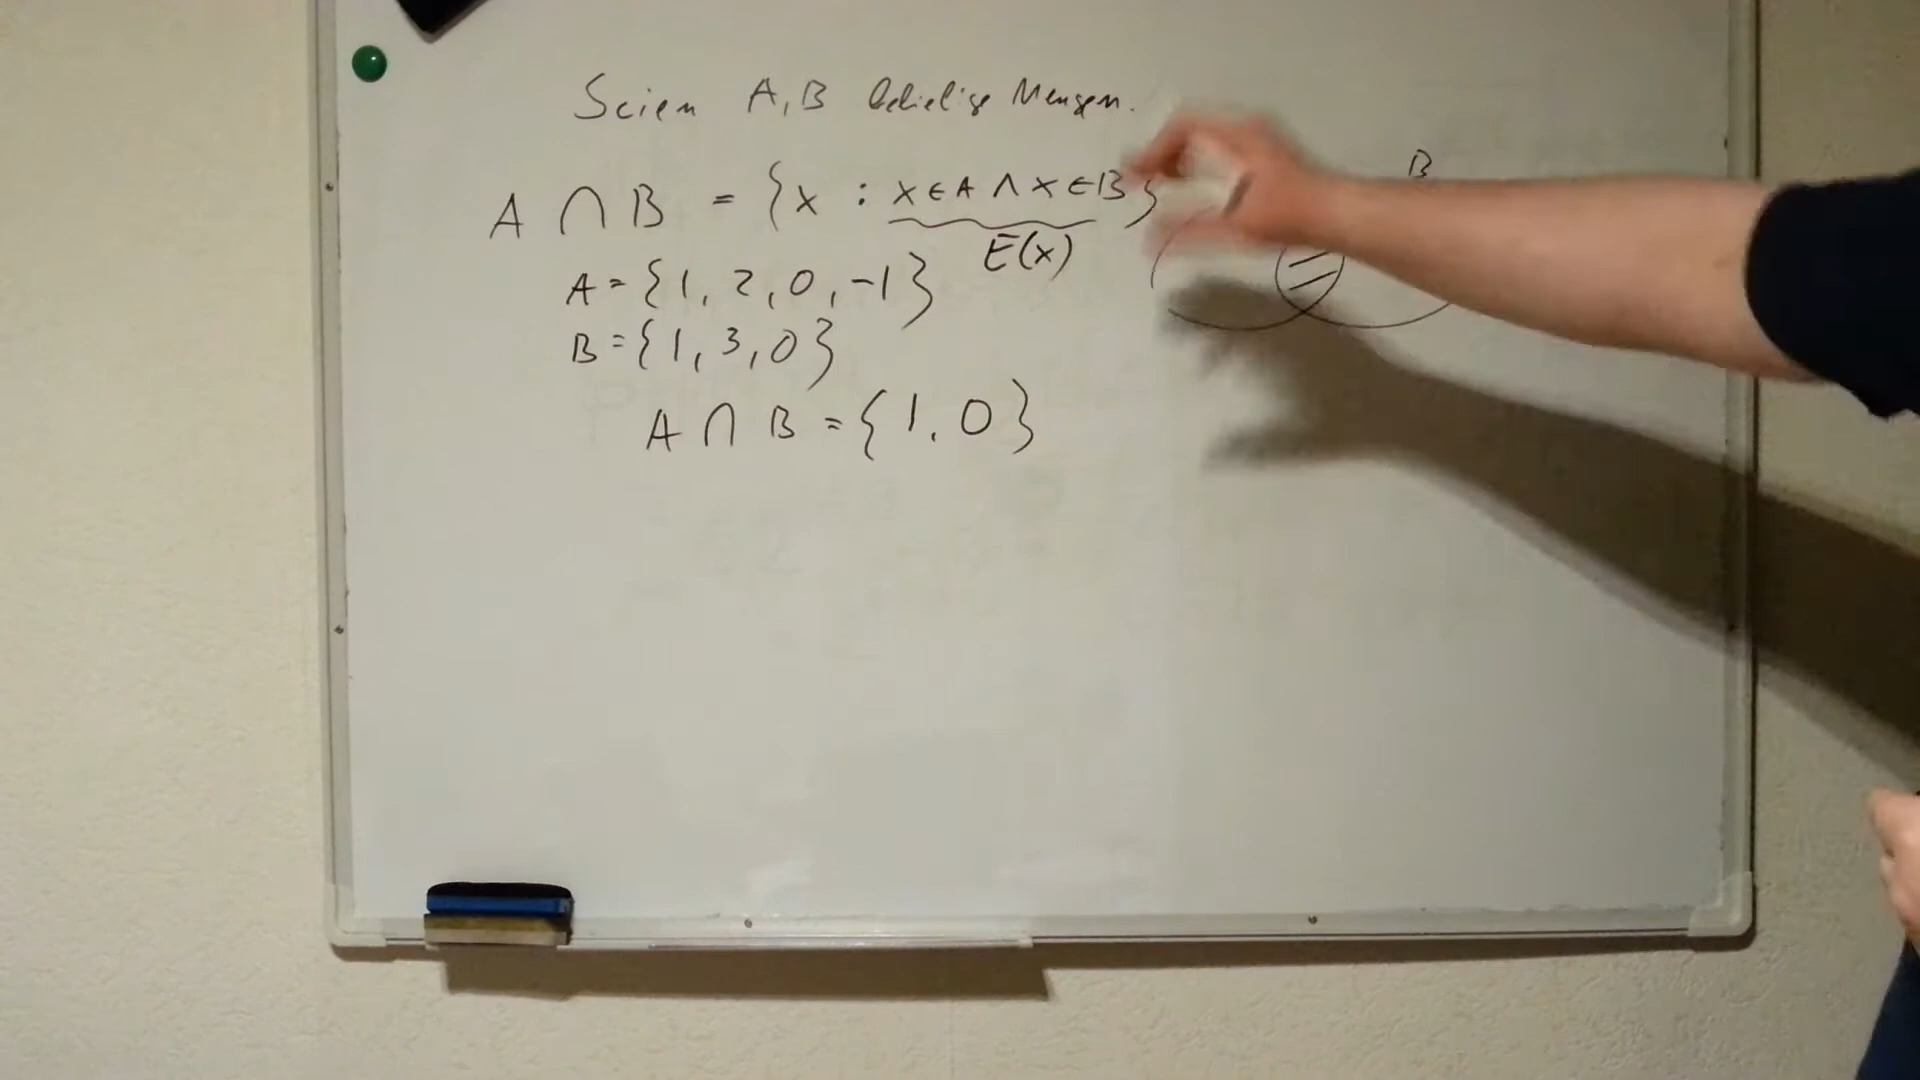 Seien A, B beliebige Mengen.
A ∩ B = {x : x ∈ A ∧ x ∈ B}
E(x)
A = {1, 2, 0, -1}
B = {1, 3, 0}
A ∩ B = {1, 0}
B